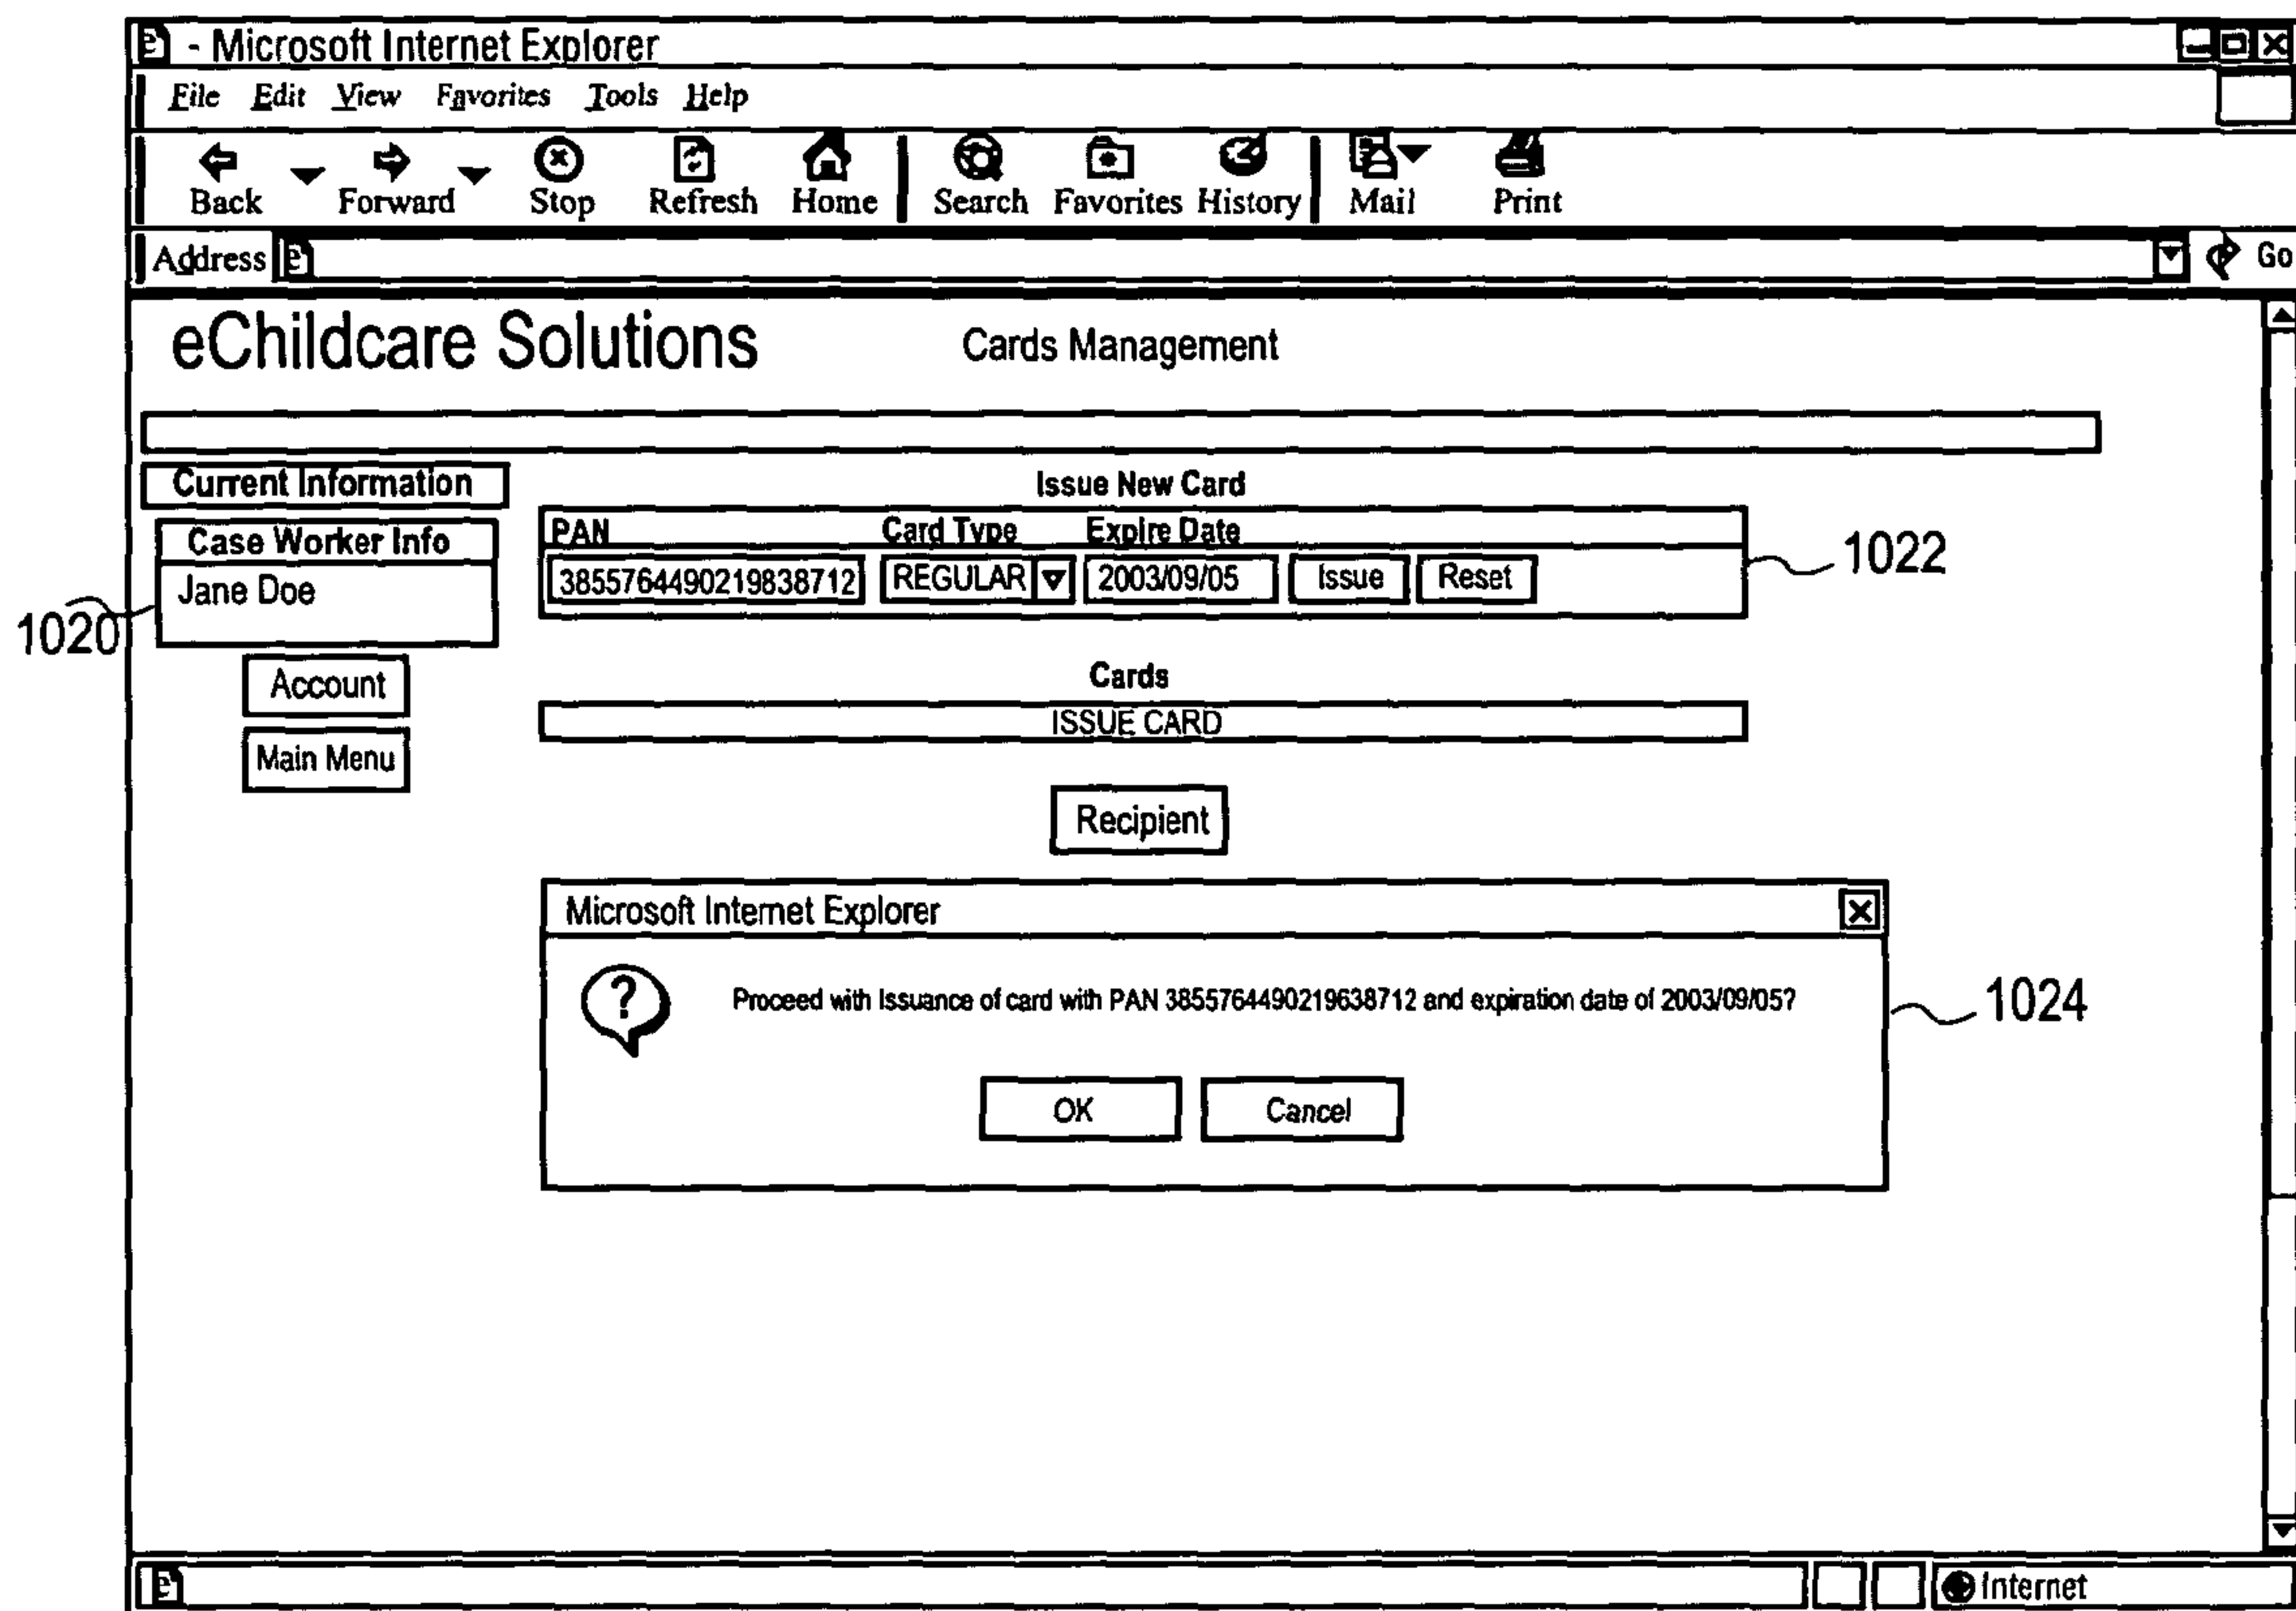 - Microsoft Internet Explorer
File Edit View Favorites Tools Help
Back Forward Stop Refresh Home Search Favorites History Mail Print
Address Go
eChildcare Solutions Cards Management
Current Information Issue New Card
Case Worker Info PAN Card Type Expire Date
Jane Doe 3855764490219838712 REGULAR 2003/09/05 Issue Reset 1022
1020
Account Cards
ISSUE CARD
Main Menu
Recipient
Microsoft Internet Explorer
? Proceed with Issuance of card with PAN 3855764490219638712 and expiration date of 2003/09/05? 1024
OK Cancel
Internet